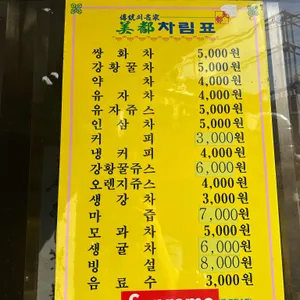 傳統의 名家
美都차림표
쌍화차 5,000원
강황꿀차 5,000원
약차 4,000원
유자차 4,000원
유자쥬스 5,000원
인삼차 5,000원
커피 3,000원
냉커피 4,000원
강황꿀쥬스 6,000원
오렌지쥬스 4,000원
생강차 3,000원
마즙 7,000원
모과차 5,000원
생귤차 6,000원
빙설 8,000원
음료수 3,000원